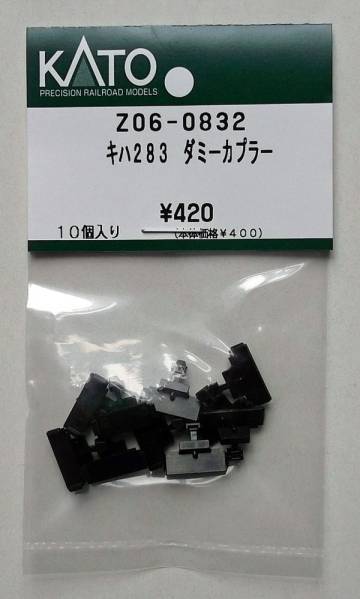 KATO
PRECISION RAILROAD MODELS
Z06-0832
キハ283 ダミーカプラー
¥420
10個入り (本体価格¥400)